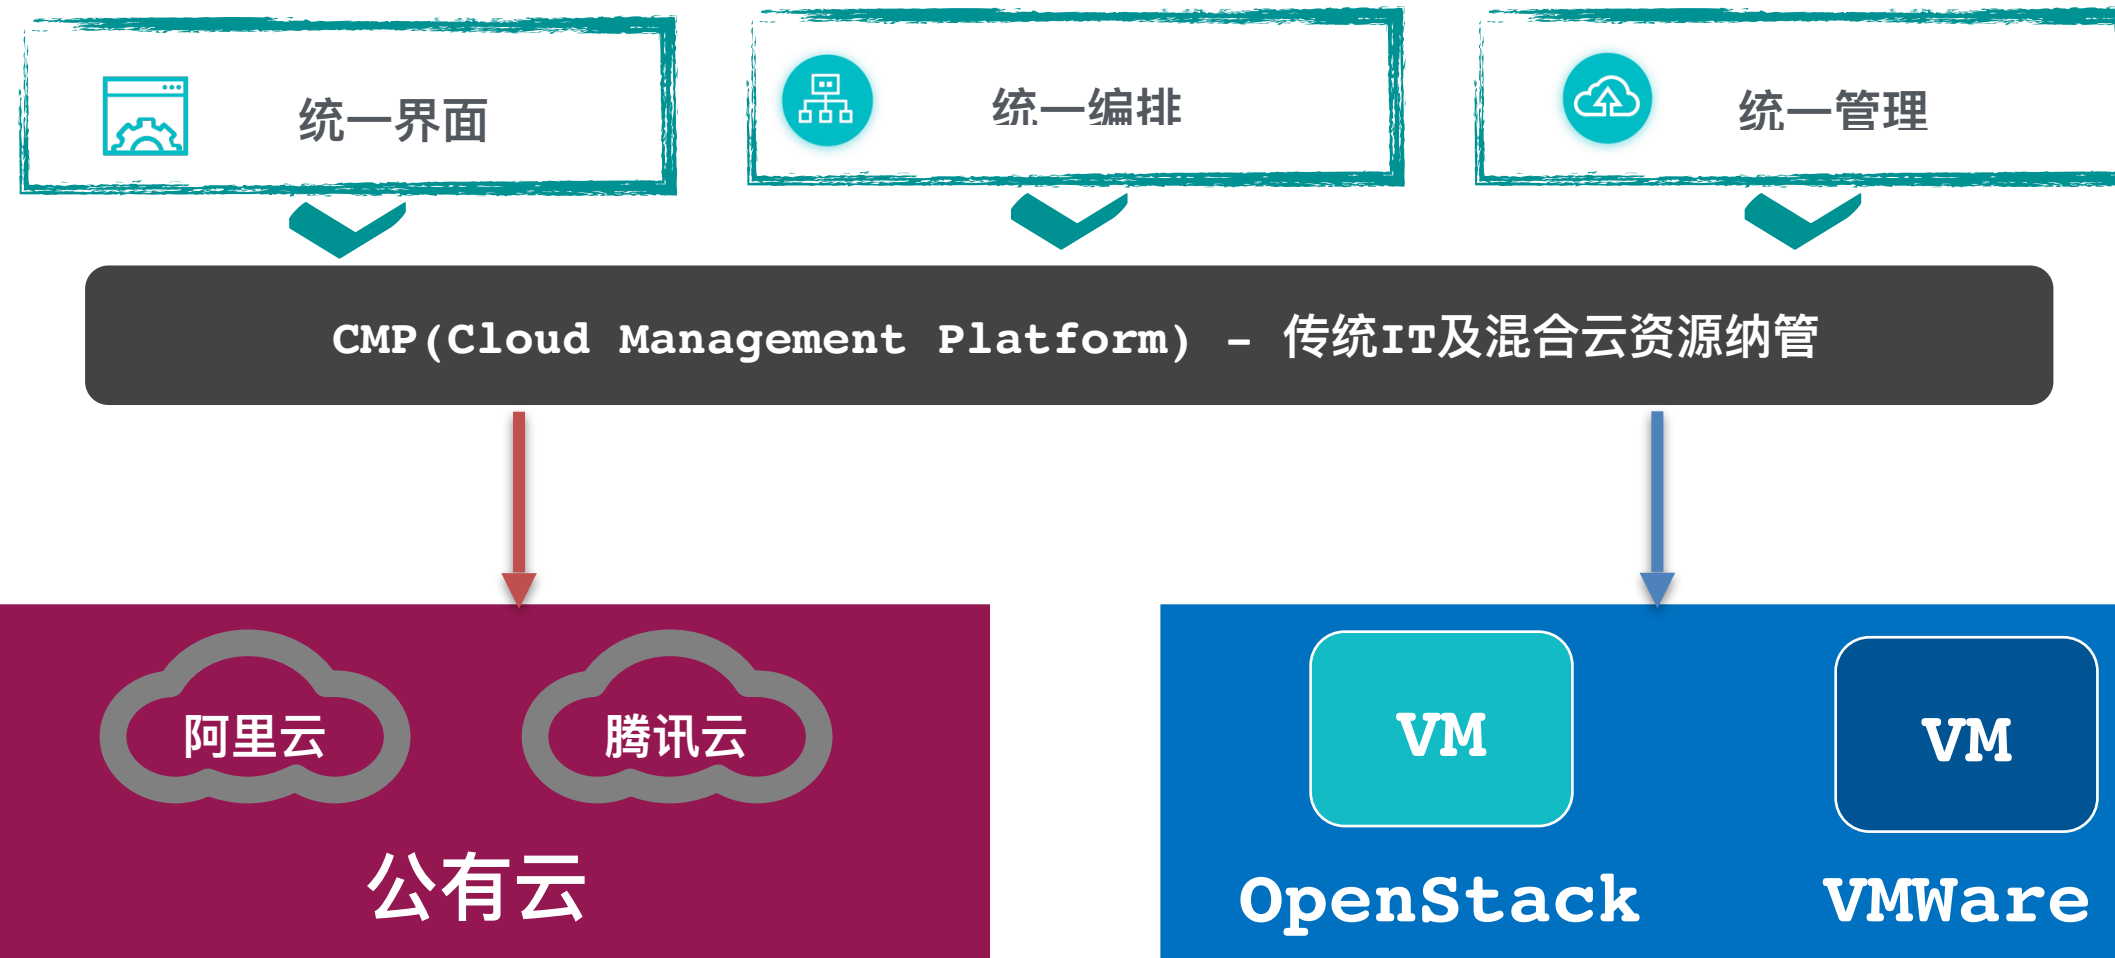 统一界面
统一编排
统一管理
CMP(Cloud Management Platform) – 传统IT及混合云资源纳管
阿里云
腾讯云
VM
VM
公有云
OpenStack
VMWare